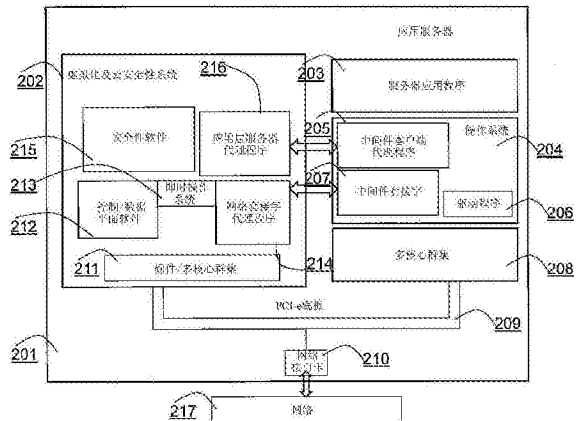 应用服务器
202
虚拟化及云安全性系统
216
203
服务器应用程序
安全性软件
应用层服务器
代理程序
205
中间件客户端
代理程序
操作系统
204
215
213
即时操作
系统
207
中间件套接字
驱动程序
206
控制/数据
平面软件
网络套接字
代理程序
212
211
硬件/多核心群集
214
多核心群集
208
PCI-e底板
209
201
网络
接口卡
210
217
网络